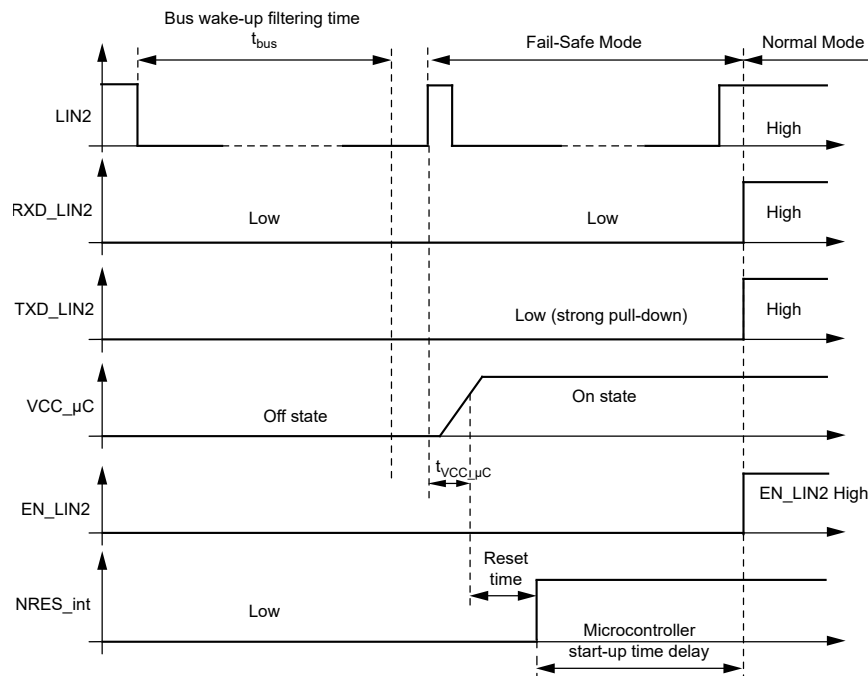 Bus wake-up filtering time
tbus
Fail-Safe Mode
Normal Mode
LIN2
High
RXD_LIN2
Low
Low
High
TXD_LIN2
Low (strong pull-down)
High
VCC_µC
Off state
On state
tVCC_µC
EN_LIN2
EN_LIN2 High
Reset
time
NRES_int
Low
Microcontroller
start-up time delay